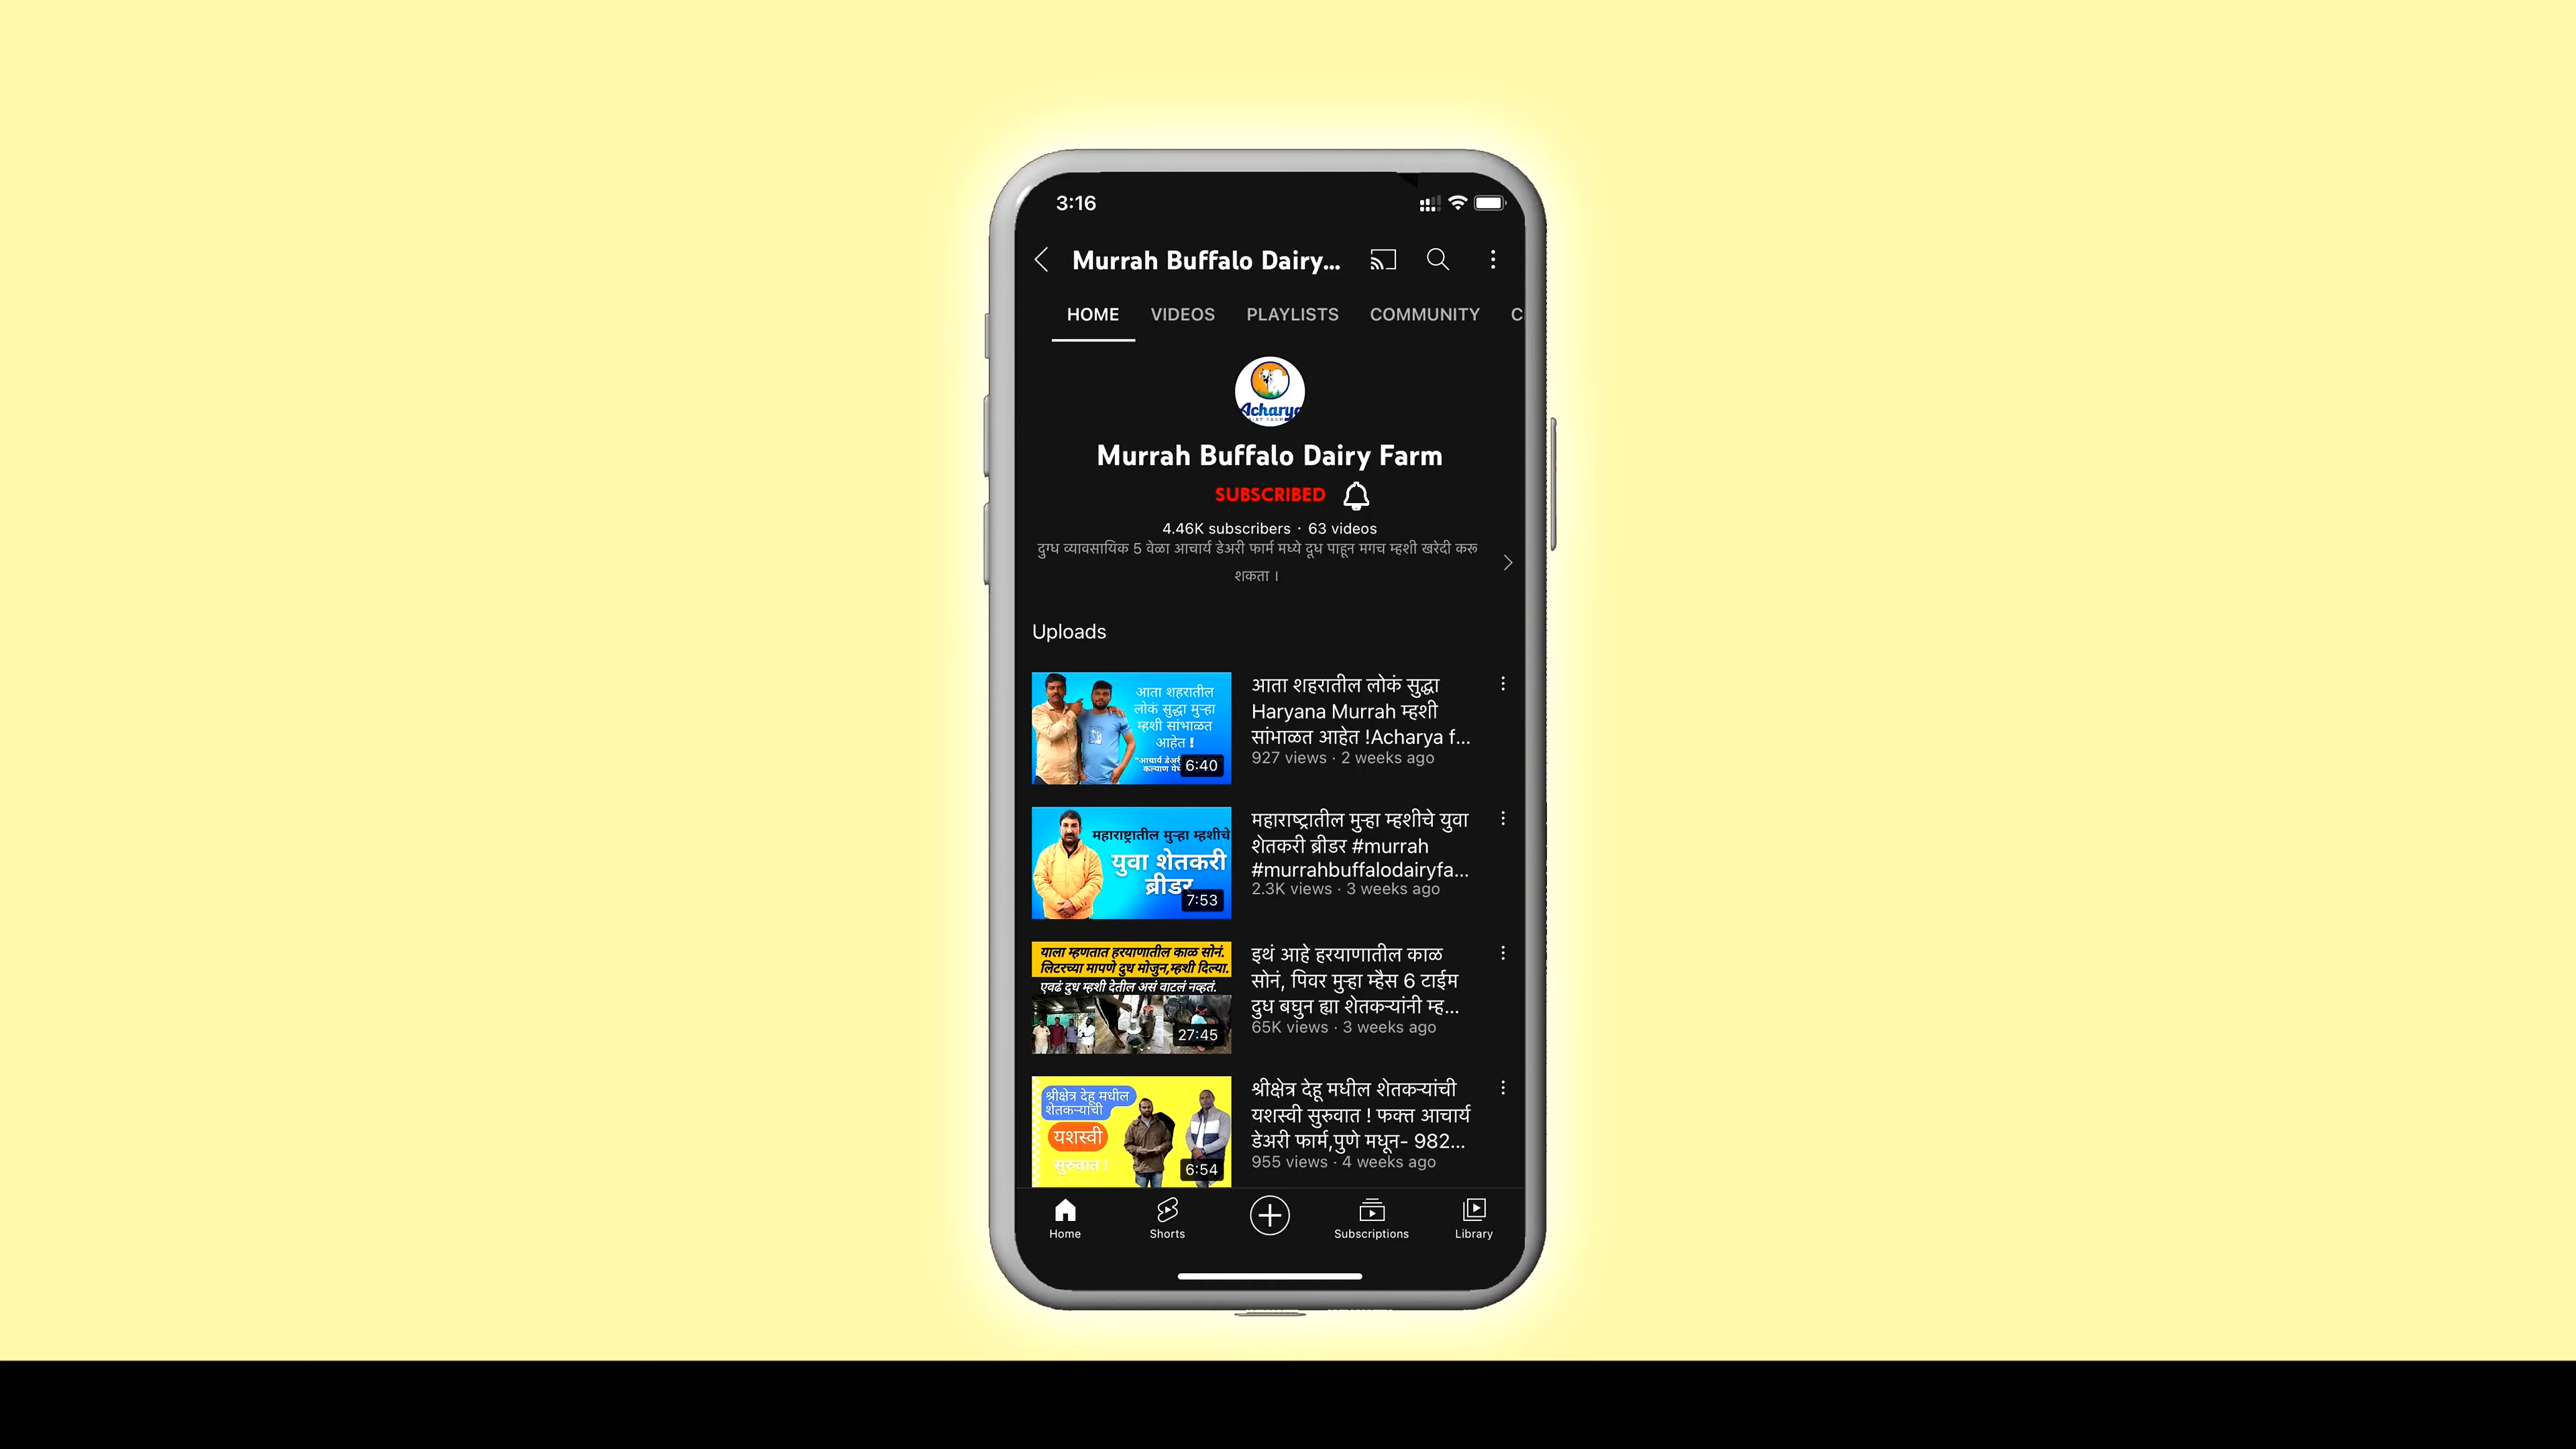 3:16
Murrah Buffalo Dairy...
HOME VIDEOS PLAYLISTS COMMUNITY C
Acharya
Murrah Buffalo Dairy Farm
SUBSCRIBED
4.46K subscribers · 63 videos
दुग्ध व्यावसायिक 5 वेळा आचार्य डेअरी फार्म मध्ये दूध पाहून मगच म्हशी खरेदी करू
शकता ।
Uploads
आता शहरातील
लोकं सुद्धा मुऱ्हा
म्हशी सांभाळत
आहेत !
"आचार्य डेअरी
कल्याण
6:40
आता शहरातील लोकं सुद्धा
Haryana Murrah म्हशी
सांभाळत आहेत !Acharya f...
927 views · 2 weeks ago
महाराष्ट्रातील मुऱ्हा म्हशीचे
युवा शेतकरी
ब्रीडर
7:53
महाराष्ट्रातील मुऱ्हा म्हशीचे युवा
शेतकरी ब्रीडर #murrah
#murrahbuffalodairyfa...
2.3K views · 3 weeks ago
याला म्हणतात हरयाणातील काळ सोनं.
लिटरच्या मापणे दुध मोजुन,म्हशी दिल्या.
एवढं दुध म्हशी देतील असं वाटलं नव्हतं.
27:45
इथं आहे हरयाणातील काळ
सोनं, पिवर मुऱ्हा म्हैस 6 टाईम
दुध बघुन ह्या शेतकऱ्यांनी म्ह...
65K views · 3 weeks ago
श्रीक्षेत्र देहू मधील
शेतकऱ्यांची
यशस्वी
सुरुवात !
6:54
श्रीक्षेत्र देहू मधील शेतकऱ्यांची
यशस्वी सुरुवात ! फक्त आचार्य
डेअरी फार्म,पुणे मधून- 982...
955 views · 4 weeks ago
Home Shorts Subscriptions Library